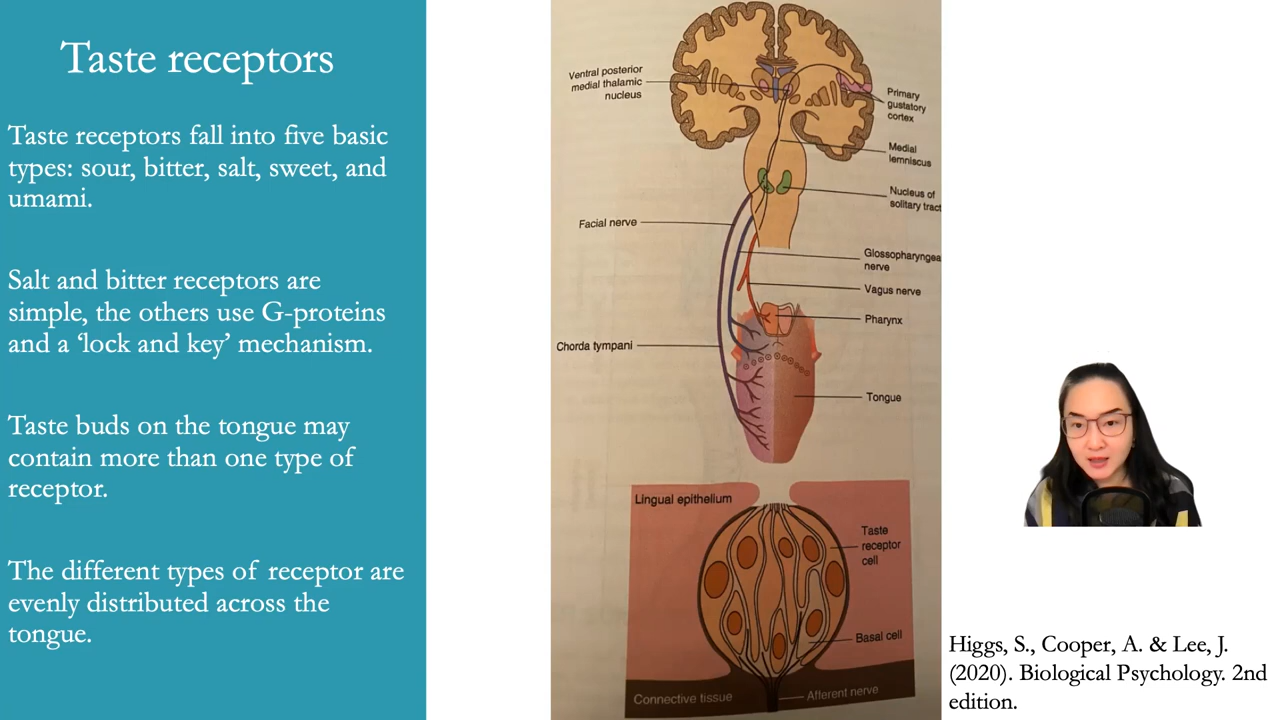 Taste receptors
Taste receptors fall into five basic
types: sour, bitter, salt, sweet, and
umami.
Salt and bitter receptors are
simple, the others use G-proteins
and a ‘lock and key’ mechanism.
Taste buds on the tongue may
contain more than one type of
receptor.
The different types of receptor are
evenly distributed across the
tongue.
Ventral posterior
medial thalamic
nucleus
Primary
gustatory
cortex
Medial
lemniscus
Nucleus of
solitary tract
Facial nerve
Glossopharyngea
nerve
Vagus nerve
Pharynx
Chorda tympani
Tongue
Lingual epithelium
Taste
receptor
cell
Basal cell
Connective tissue
Afferent nerve
Higgs, S., Cooper, A. & Lee, J.
(2020). Biological Psychology. 2nd
edition.